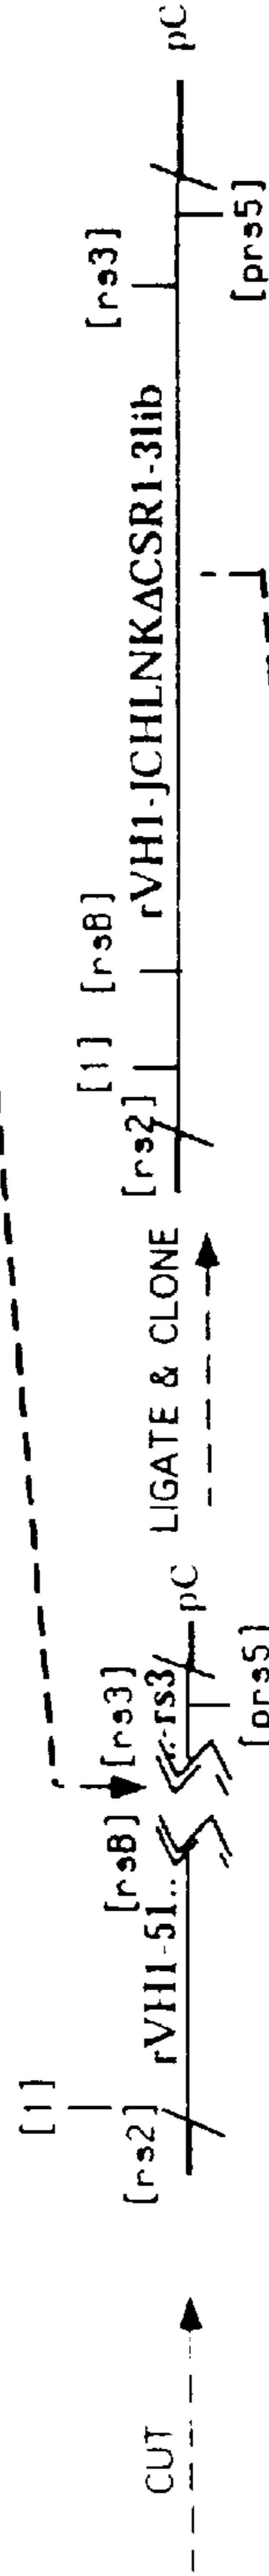 CUT
[1]
[rs2]
rVH1-51..
[rsB]
[rs3]
..-rs3
[prs5]
pC
LIGATE & CLONE
[rs2]
[1]
[rsB]
rVH1-JCHLNKΔCSR1-3lib
[rs3]
[prs5]
pC